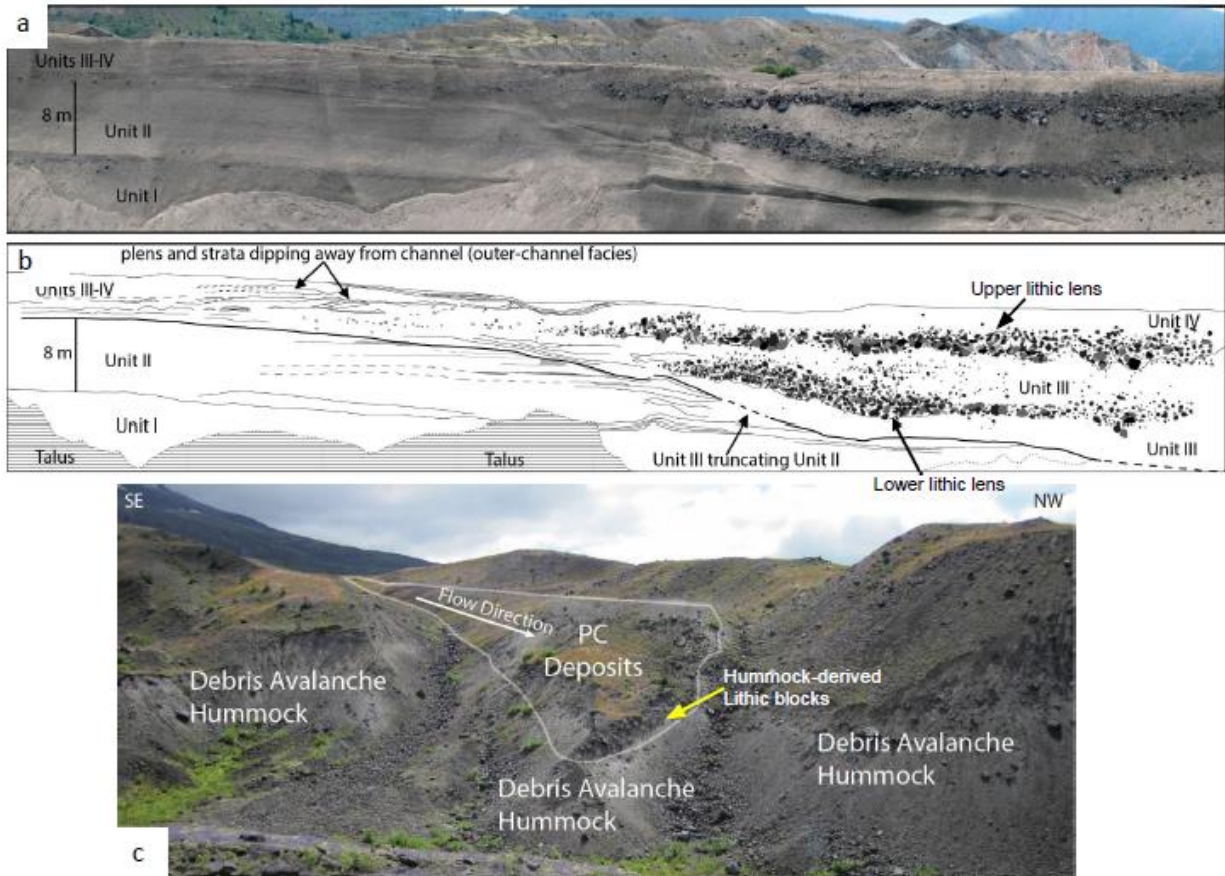 a
Units III-IV
8 m
Unit II
Unit I
b
plens and strata dipping away from channel (outer-channel facies)
Units III-IV
Upper lithic lens
Unit IV
8 m
Unit II
Unit III
Unit I
Talus
Talus
Unit III truncating Unit II
Unit III
Lower lithic lens
SE
NW
Flow Direction
PC
Deposits
Hummock-derived
Lithic blocks
Debris Avalanche
Hummock
Debris Avalanche
Hummock
Debris Avalanche
Hummock
c